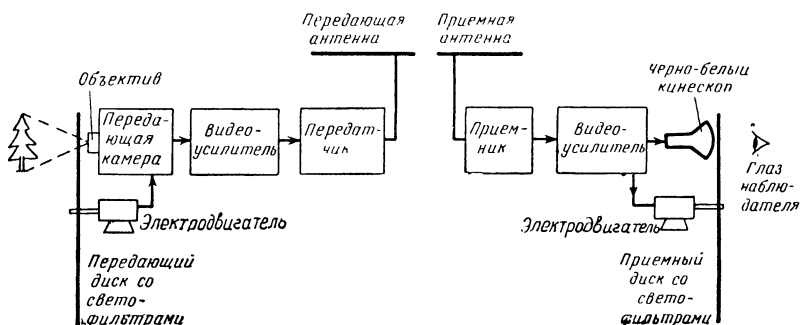 Передающая
антенна
Приемная
антенна
Объектив
Черно-белый
кинескоп
Переда-
ющая
камера
Видео-
усилитель
Передат-
чик
Прием-
ник
Видео-
усилитель
Глаз
наблю-
дателя
Электродвигатель
Электродвигатель
Передающий
диск со
свето-
фильтрами
Приемный
диск со
свето-
фильтрами